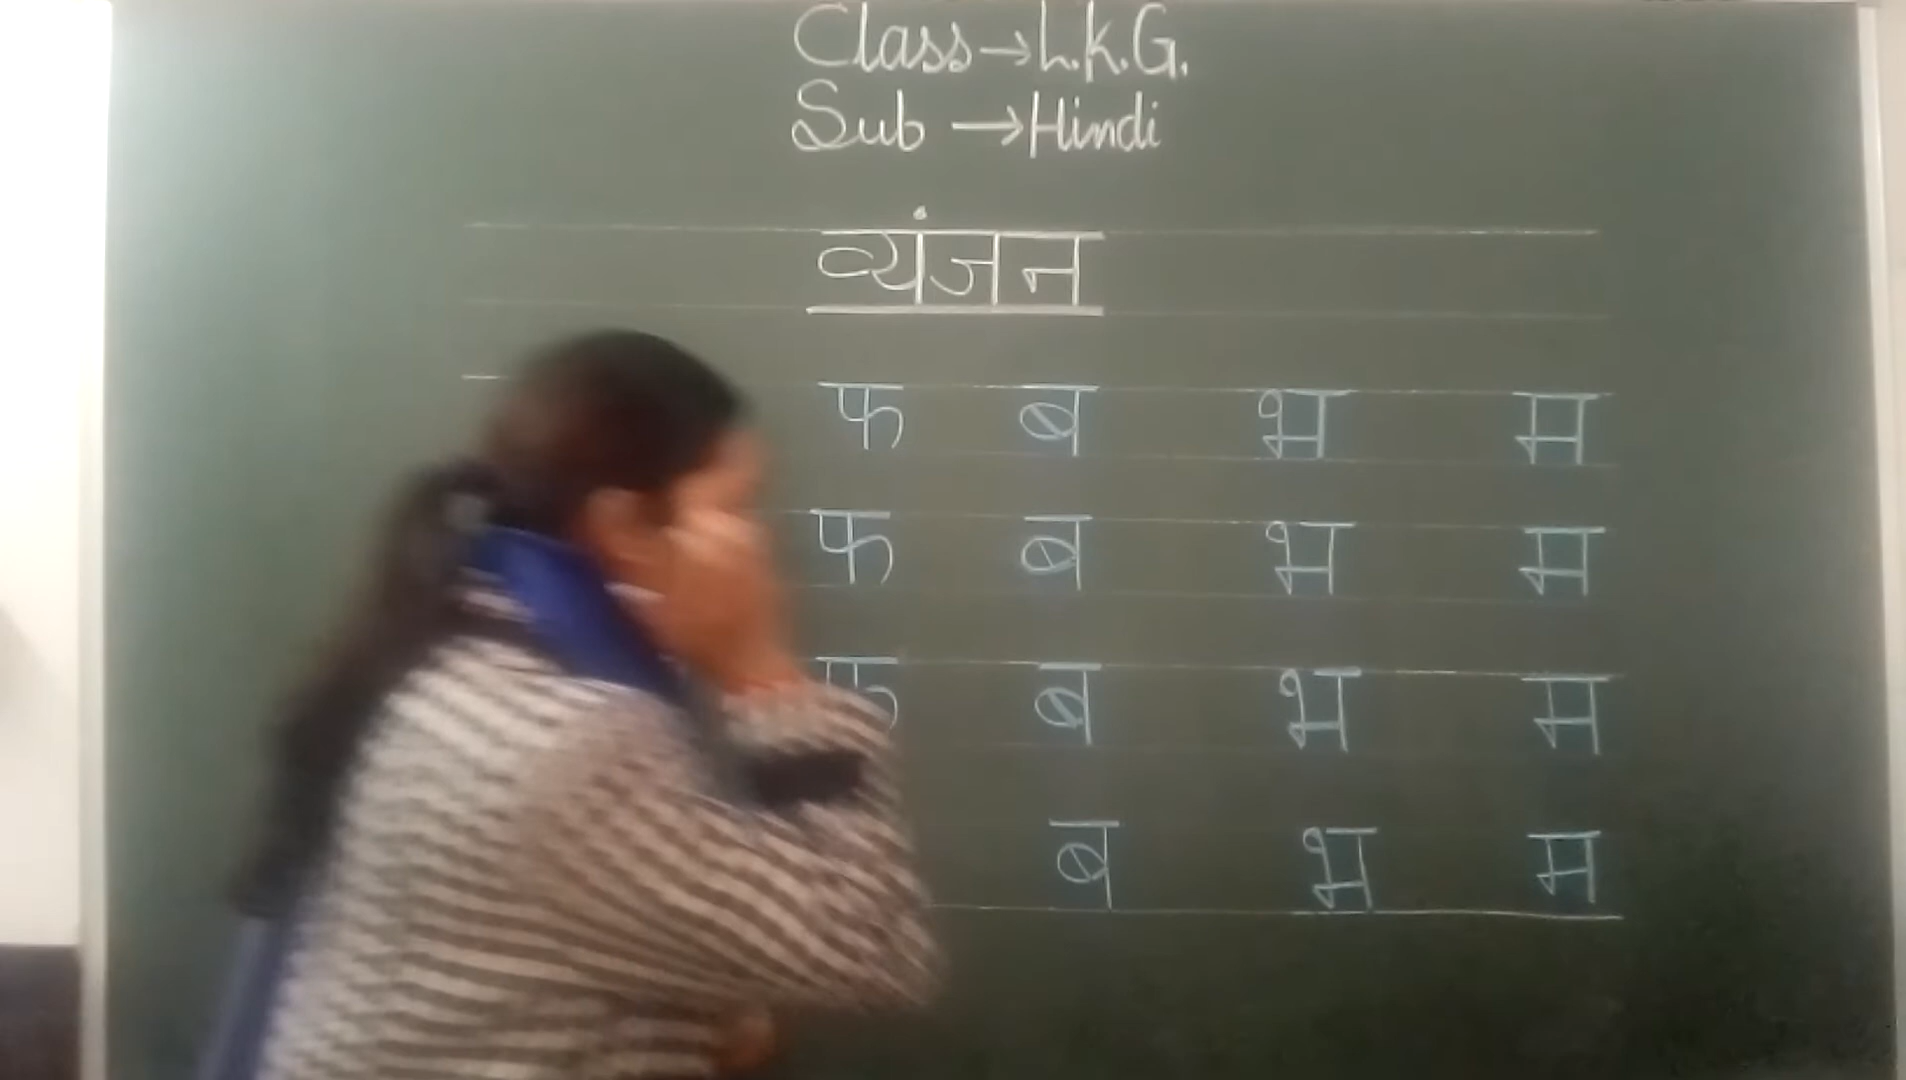 Class→L.K.G.
Sub →Hindi
व्यंजन
फ ब भ म
फ ब भ म
फ ब भ म
ब भ म